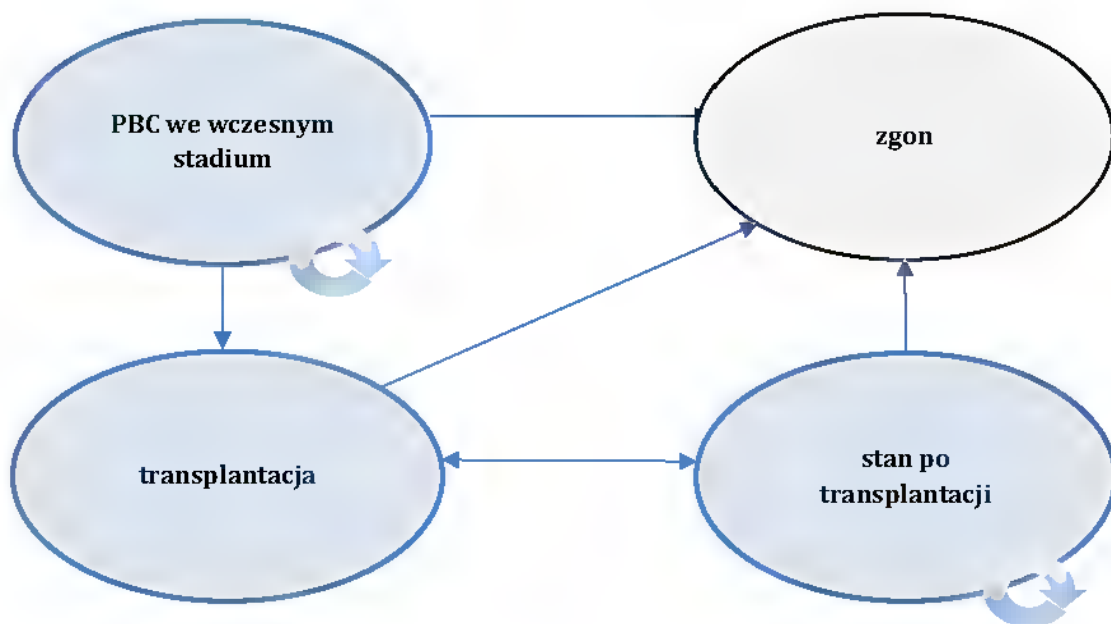 PBC we wczesnym
stadium
zgon
transplantacja
stan po
transplantacji